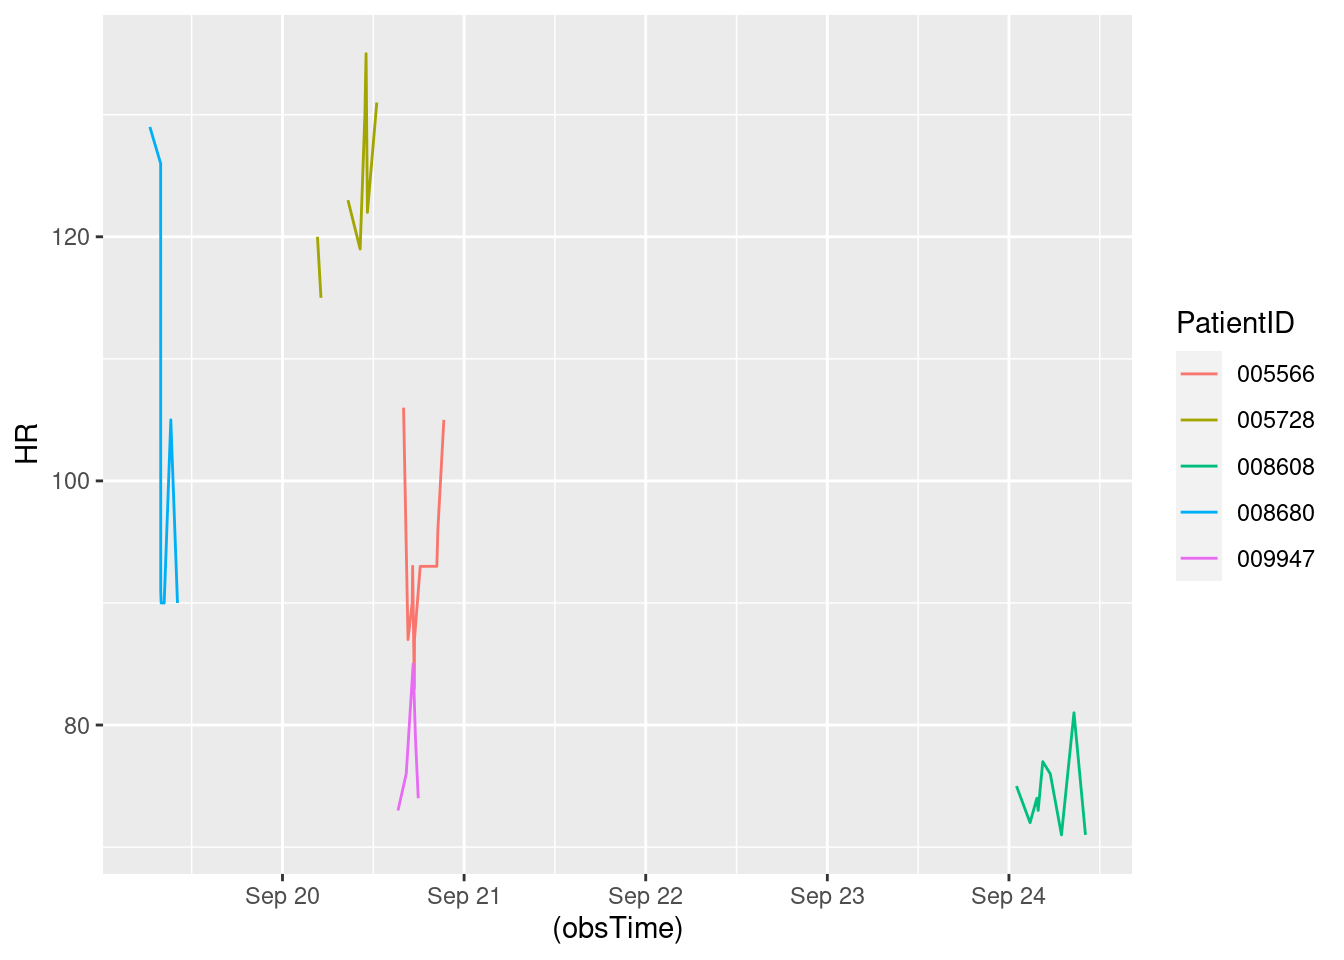 120
100
80
HR
Sep 20
Sep 21
Sep 22
Sep 23
Sep 24
(obsTime)
PatientID
005566
005728
008608
008680
009947